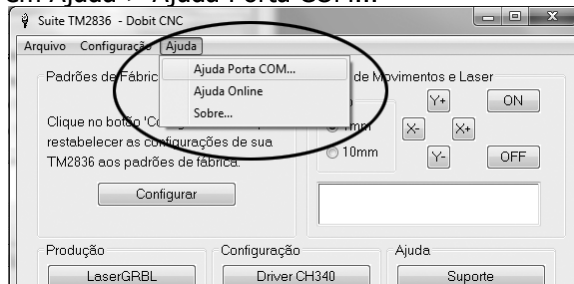 em Ajuda > Ajuda Porta COM...
Suite TM2836 - Dobit CNC
Arquivo Configuração Ajuda
Ajuda Porta COM...
Ajuda Online
Sobre...
Padrões de de Movimentos e Laser
Clique no botão
restabelecer as configurações de sua
TM2836 aos padrões de fábrica.
Configurar
1mm
10mm
Y+
X- X+
Y-
ON
OFF
Produção
LaserGRBL
Configuração
Driver CH340
Ajuda
Suporte